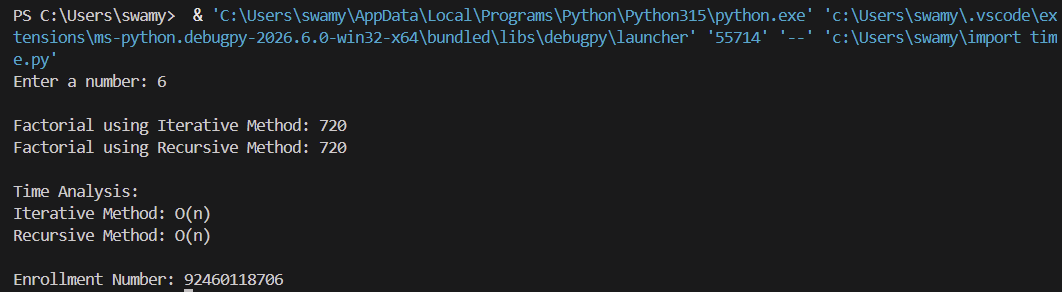 PS C:\Users\swamy>  & 'C:\Users\swamy\AppData\Local\Programs\Python\Python315\python.exe' 'c:\Users\swamy\.vscode\ex
tensions\ms-python.debugpy-2026.6.0-win32-x64\bundled\libs\debugpy\launcher' '55714' '--' 'c:\Users\swamy\import tim
e.py'
Enter a number: 6
Factorial using Iterative Method: 720
Factorial using Recursive Method: 720
Time Analysis:
Iterative Method: O(n)
Recursive Method: O(n)
Enrollment Number: 92460118706